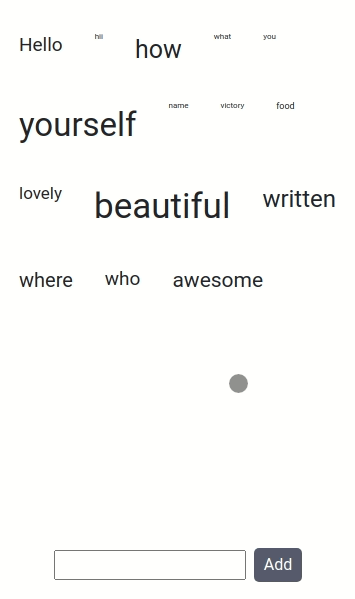 Hello hii how what you
yourself name victory food
lovely beautiful written
where who awesome
Add